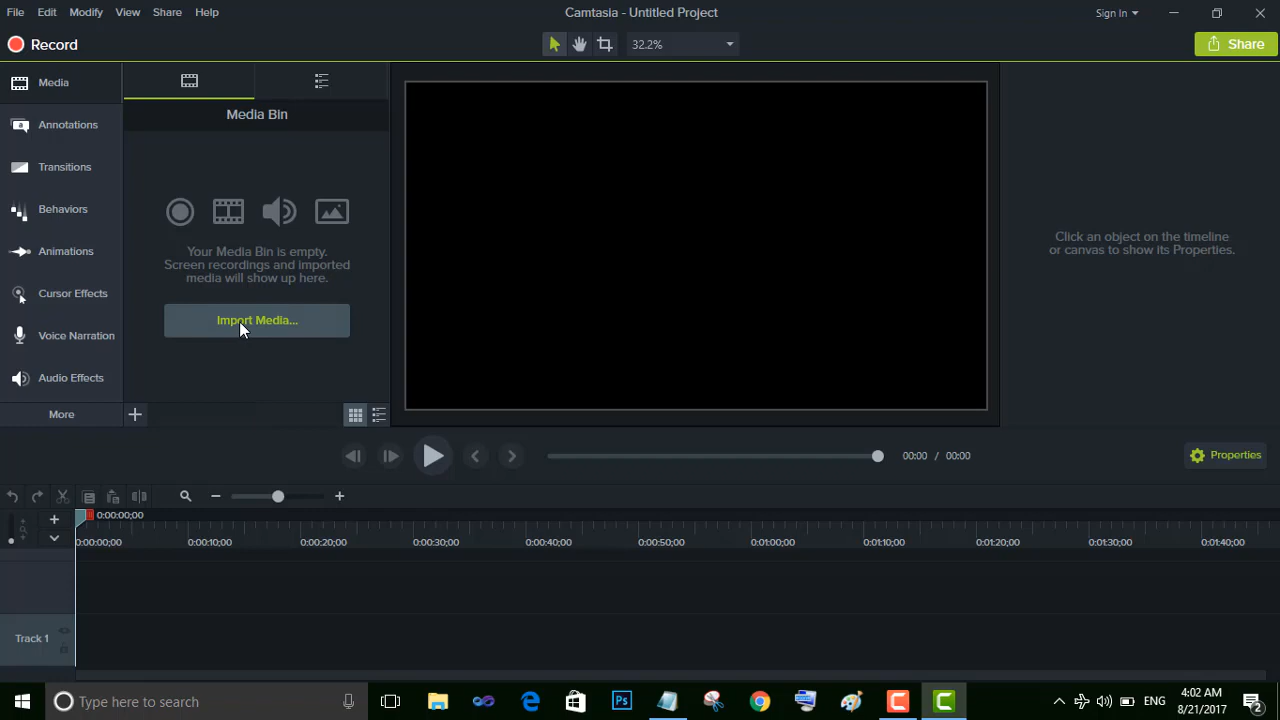 File Edit Modify View Share Help
Camtasia - Untitled Project
Sign In
Record
32.2%
Share
Media
Annotations
Transitions
Behaviors
Animations
Cursor Effects
Voice Narration
Audio Effects
More
Media Bin
Your Media Bin is empty.
Screen recordings and imported
media will show up here.
Import Media...
Click an object on the timeline
or canvas to show its Properties.
00:00 / 00:00
Properties
0:00:00;00
0:00:00;00 0:00:10;00 0:00:20;00 0:00:30;00 0:00:40;00 0:00:50;00 0:01:00;00 0:01:10;00 0:01:20;00 0:01:30;00 0:01:40;00
Track 1
Type here to search
Ps
ENG
4:02 AM
8/21/2017
2